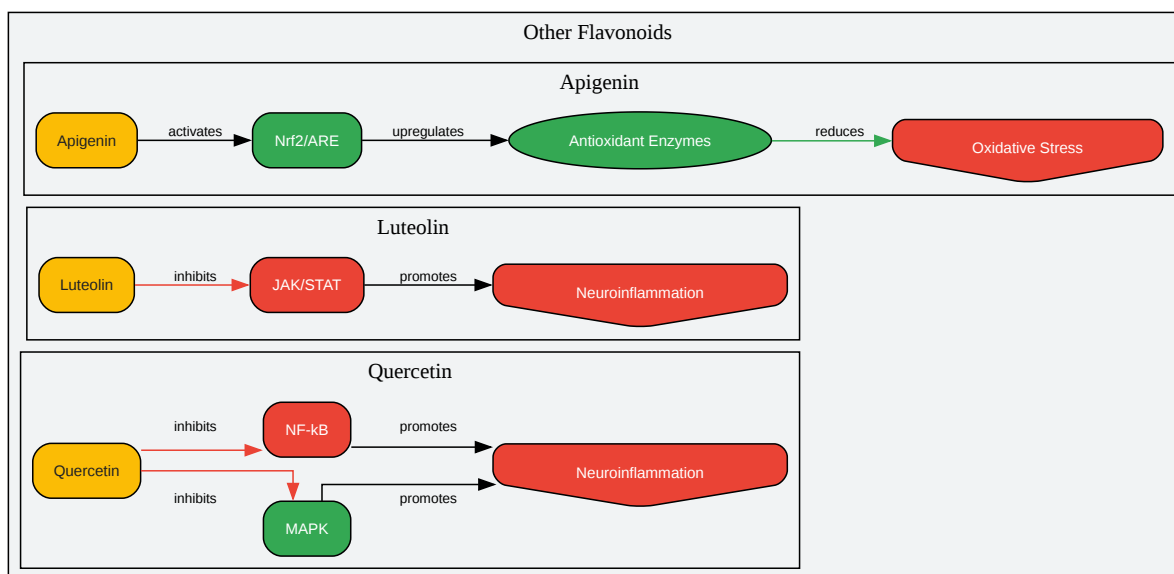 Other Flavonoids
Apigenin
Apigenin
activates
Nrf2/ARE
upregulates
Antioxidant Enzymes
reduces
Oxidative Stress
Luteolin
Luteolin
inhibits
JAK/STAT
promotes
Neuroinflammation
Quercetin
Quercetin
inhibits
NF-kB
promotes
Neuroinflammation
inhibits
MAPK
promotes